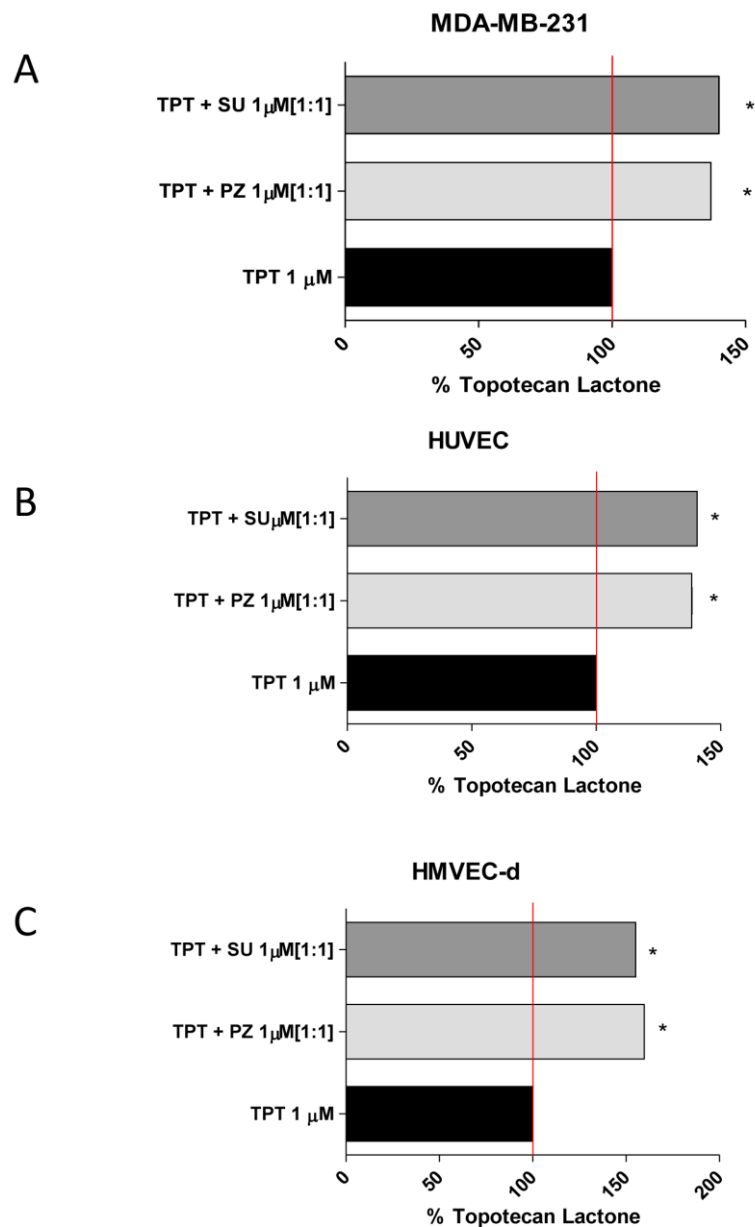 MDA-MB-231
A
TPT + SU 1μM[1:1]
*
TPT + PZ 1μM[1:1]
*
TPT 1 μM
0
50
100
150
% Topotecan Lactone
HUVEC
B
TPT + SUμM[1:1]
*
TPT + PZ 1μM[1:1]
*
TPT 1 μM
0
50
100
150
% Topotecan Lactone
HMVEC-d
C
TPT + SU 1μM[1:1]
*
TPT + PZ 1μM[1:1]
*
TPT 1 μM
0
50
100
150
200
% Topotecan Lactone